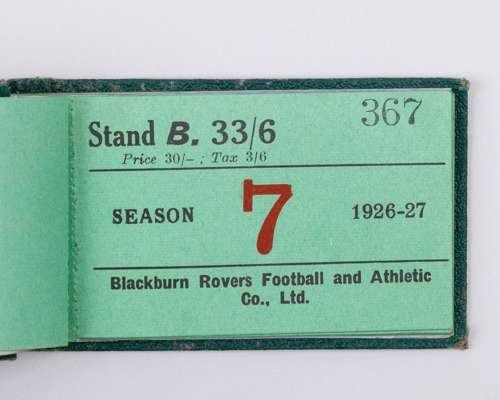 367
Stand B. 33/6
Price 30/– ; Tax 3/6
SEASON 7 1926-27
Blackburn Rovers Football and Athletic
Co., Ltd.